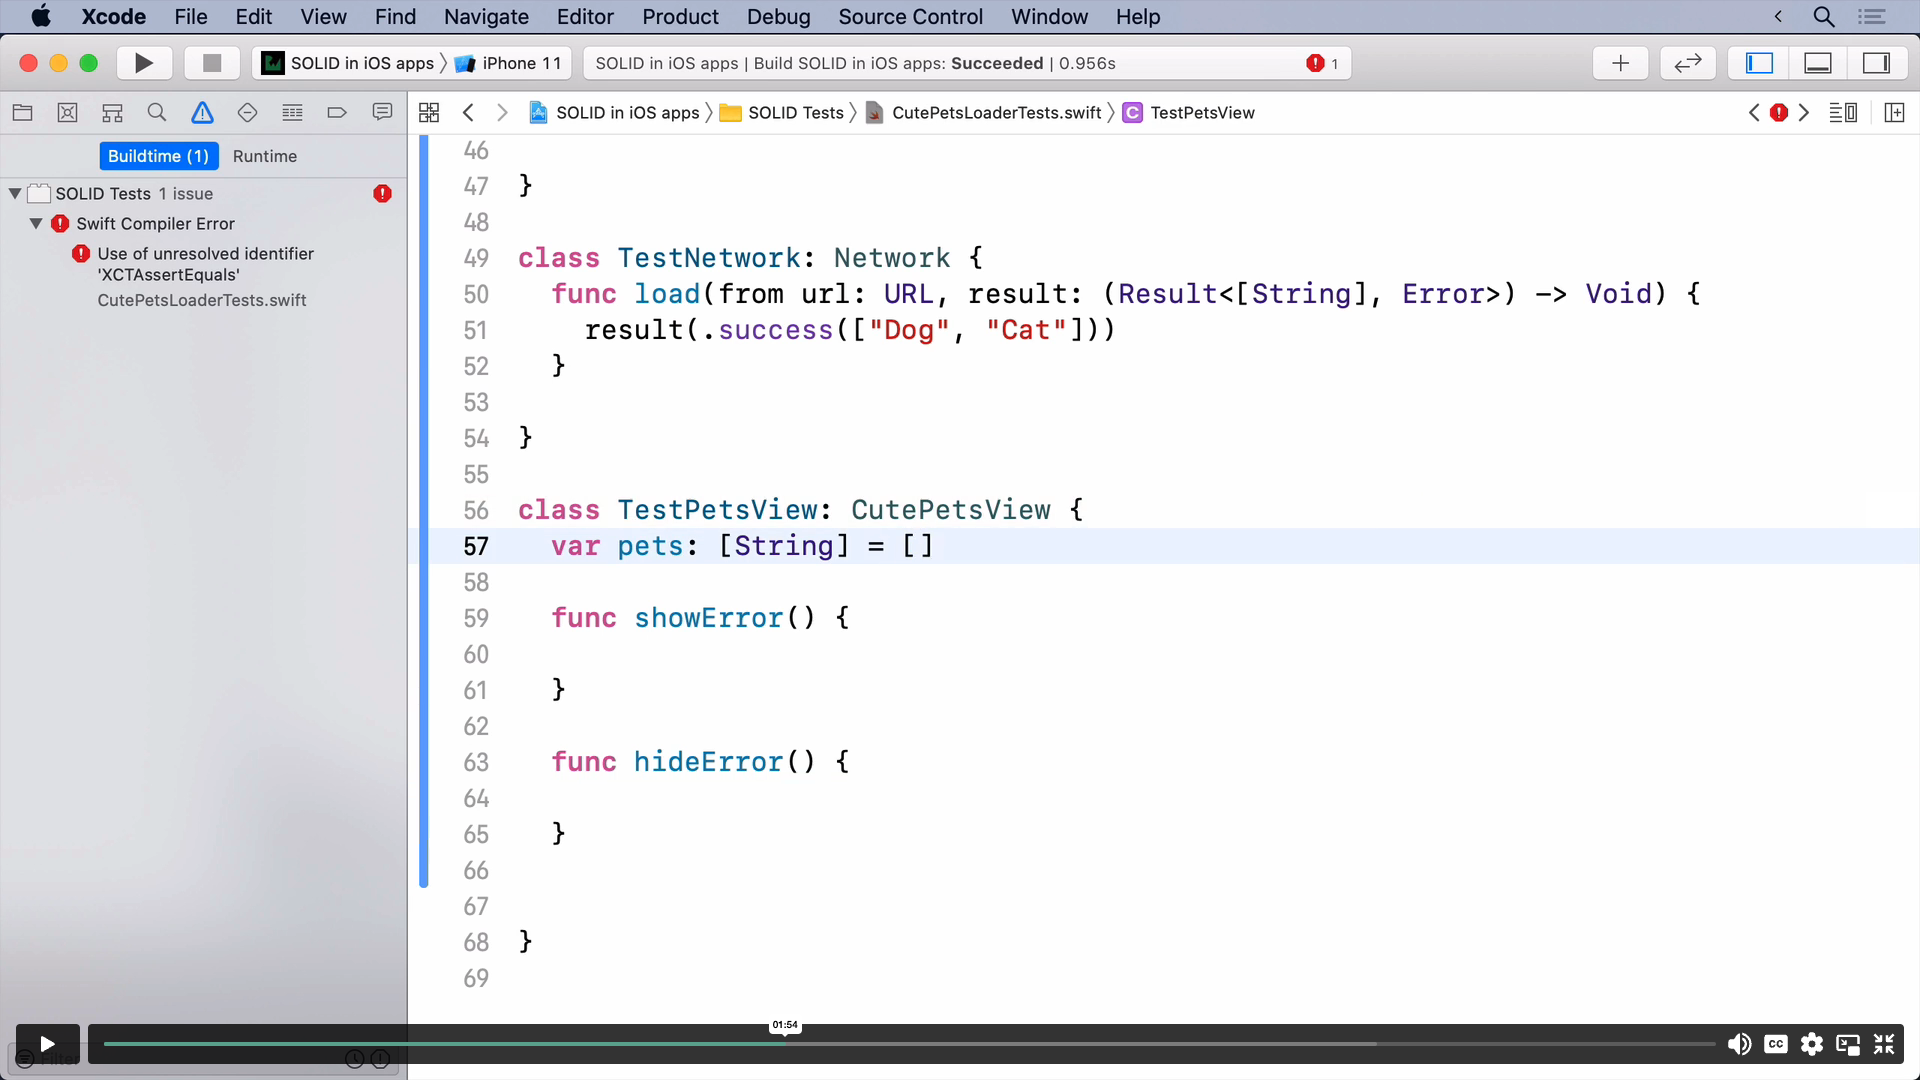 Xcode File Edit View Find Navigate Editor Product Debug Source Control Window Help
SOLID in iOS apps iPhone 11
SOLID in iOS apps | Build SOLID in iOS apps: Succeeded | 0.956s 1
SOLID in iOS apps SOLID Tests CutePetsLoaderTests.swift C TestPetsView
Buildtime (1) Runtime
SOLID Tests 1 issue
Swift Compiler Error
Use of unresolved identifier
'XCTAssertEquals'
CutePetsLoaderTests.swift
46
47 }
48
49 class TestNetwork: Network {
50 func load(from url: URL, result: (Result<[String], Error>) -> Void) {
51 result(.success(["Dog", "Cat"]))
52 }
53
54 }
55
56 class TestPetsView: CutePetsView {
57 var pets: [String] = []
58
59 func showError() {
60
61 }
62
63 func hideError() {
64
65 }
66
67
68 }
69
01:54
CC
Filter